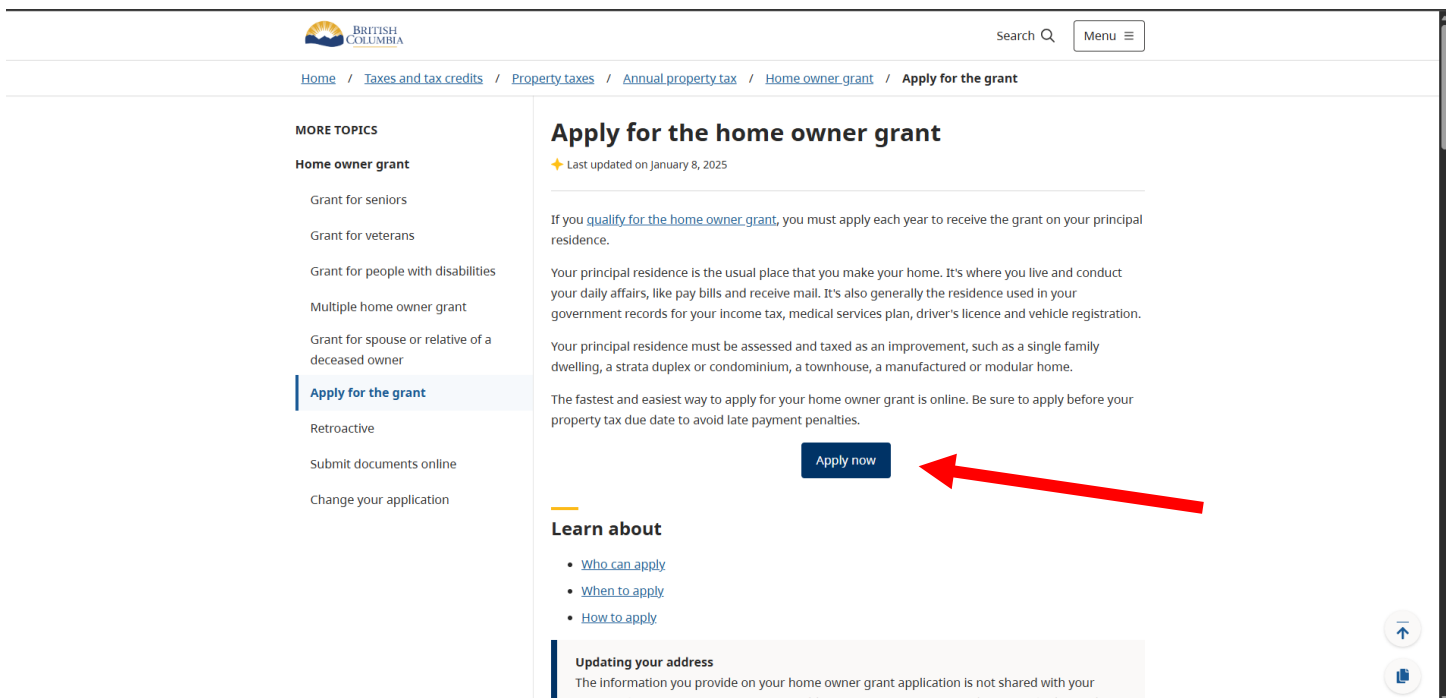 BRITISH
COLUMBIA
Search
Menu
Home / Taxes and tax credits / Property taxes / Annual property tax / Home owner grant / Apply for the grant
MORE TOPICS
Home owner grant
Grant for seniors
Grant for veterans
Grant for people with disabilities
Multiple home owner grant
Grant for spouse or relative of a
deceased owner
Apply for the grant
Retroactive
Submit documents online
Change your application
Apply for the home owner grant
Last updated on January 8, 2025
If you qualify for the home owner grant, you must apply each year to receive the grant on your principal
residence.
Your principal residence is the usual place that you make your home. It's where you live and conduct
your daily affairs, like pay bills and receive mail. It's also generally the residence used in your
government records for your income tax, medical services plan, driver's licence and vehicle registration.
Your principal residence must be assessed and taxed as an improvement, such as a single family
dwelling, a strata duplex or condominium, a townhouse, a manufactured or modular home.
The fastest and easiest way to apply for your home owner grant is online. Be sure to apply before your
property tax due date to avoid late payment penalties.
Apply now
Learn about
• Who can apply
• When to apply
• How to apply
Updating your address
The information you provide on your home owner grant application is not shared with your